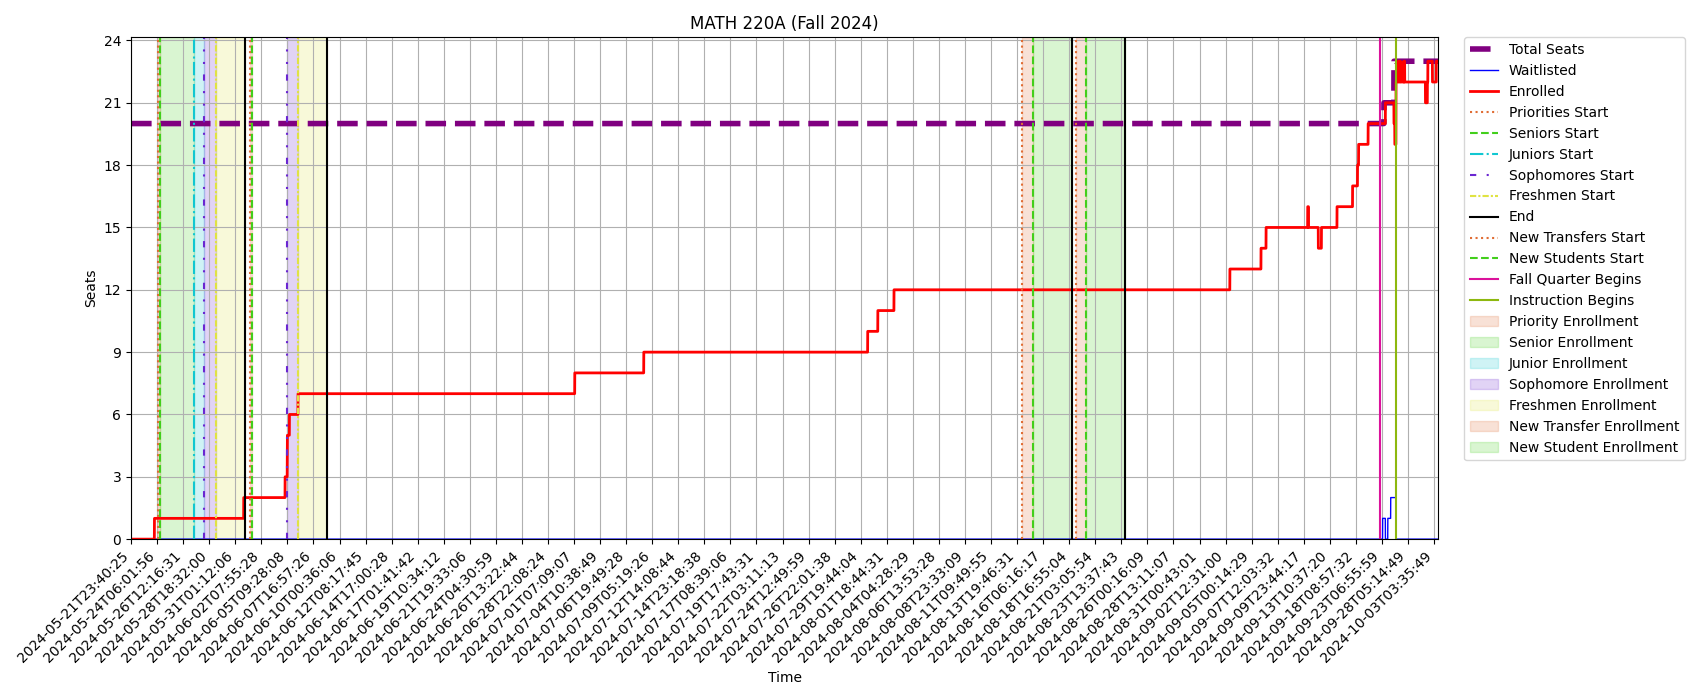 MATH 220A (Fall 2024)
Seats
24
21
18
15
12
9
6
3
0
2024-05-21T23:40:25
2024-05-24T06:01:56
2024-05-26T12:16:31
2024-05-28T18:32:00
2024-05-31T01:12:06
2024-06-02T07:55:28
2024-06-05T09:28:08
2024-06-07T16:57:26
2024-06-10T00:36:06
2024-06-12T08:17:45
2024-06-14T17:00:28
2024-06-17T01:41:42
2024-06-19T10:34:12
2024-06-21T19:33:06
2024-06-24T04:30:59
2024-06-26T13:22:44
2024-06-28T22:08:24
2024-07-01T07:09:07
2024-07-04T10:38:49
2024-07-06T19:49:28
2024-07-09T05:19:26
2024-07-12T14:08:44
2024-07-14T23:18:38
2024-07-17T08:39:06
2024-07-19T17:43:31
2024-07-22T03:11:13
2024-07-24T12:49:59
2024-07-26T22:01:38
2024-07-29T19:44:04
2024-08-01T18:44:31
2024-08-04T04:28:29
2024-08-06T13:53:28
2024-08-08T23:33:09
2024-08-11T09:49:55
2024-08-13T19:46:31
2024-08-16T06:16:17
2024-08-18T16:55:04
2024-08-21T03:05:54
2024-08-23T13:37:43
2024-08-26T00:16:09
2024-08-28T13:11:07
2024-08-31T00:43:01
2024-09-02T12:31:00
2024-09-05T00:14:29
2024-09-07T12:03:32
2024-09-09T23:44:17
2024-09-13T10:37:20
2024-09-18T08:57:32
2024-09-23T06:55:59
2024-09-28T05:14:49
2024-10-03T03:35:49
Time
Total Seats
Waitlisted
Enrolled
Priorities Start
Seniors Start
Juniors Start
Sophomores Start
Freshmen Start
End
New Transfers Start
New Students Start
Fall Quarter Begins
Instruction Begins
Priority Enrollment
Senior Enrollment
Junior Enrollment
Sophomore Enrollment
Freshmen Enrollment
New Transfer Enrollment
New Student Enrollment